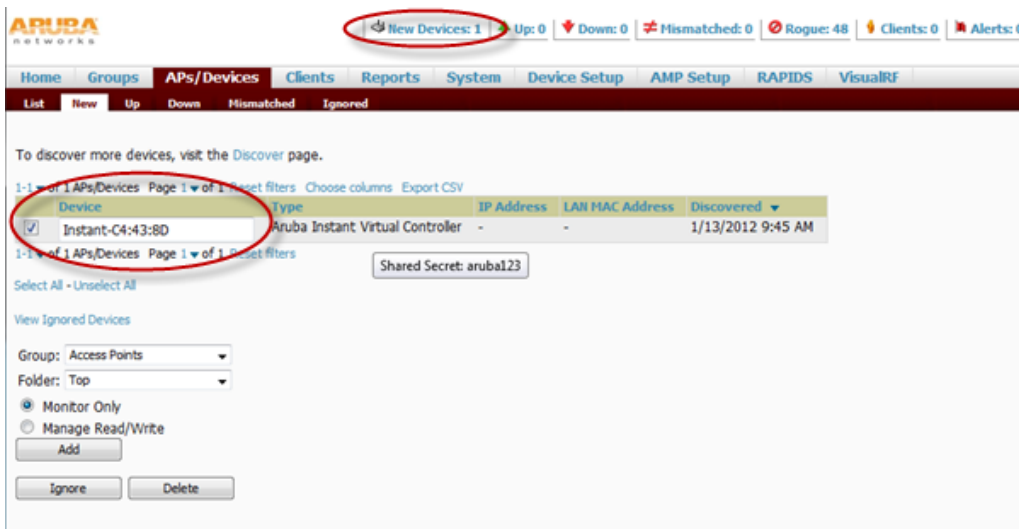 ARUBA
networks
New Devices: 1 Up: 0 Down: 0 Mismatched: 0 Rogue: 48 Clients: 0 Alerts:
Home Groups APs/Devices Clients Reports System Device Setup AMP Setup RAPIDS VisualRF
List New Up Down Mismatched Ignored
To discover more devices, visit the Discover page.
1-1 of 1 APs/Devices Page 1 of 1 Reset filters Choose columns Export CSV
Device Type IP Address LAN MAC Address Discovered
Instant-C4:43:8D Aruba Instant Virtual Controller - - 1/13/2012 9:45 AM
1-1 of 1 APs/Devices Page 1 of 1 Reset filters
Shared Secret: aruba123
Select All - Unselect All
View Ignored Devices
Group: Access Points
Folder: Top
Monitor Only
Manage Read/Write
Add
Ignore Delete